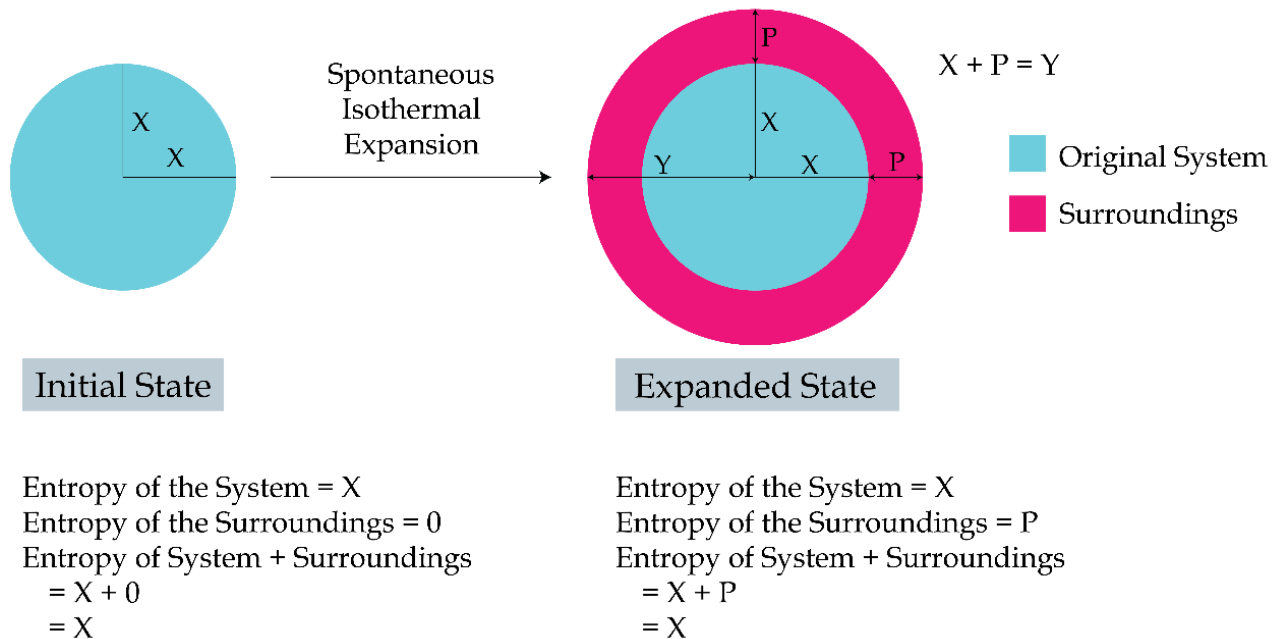 X
X
Spontaneous
Isothermal
Expansion
P
X
Y
X
P
X + P = Y
Original System
Surroundings
Initial State
Expanded State
Entropy of the System = X
Entropy of the Surroundings = 0
Entropy of System + Surroundings
= X + 0
= X
Entropy of the System = X
Entropy of the Surroundings = P
Entropy of System + Surroundings
= X + P
= X